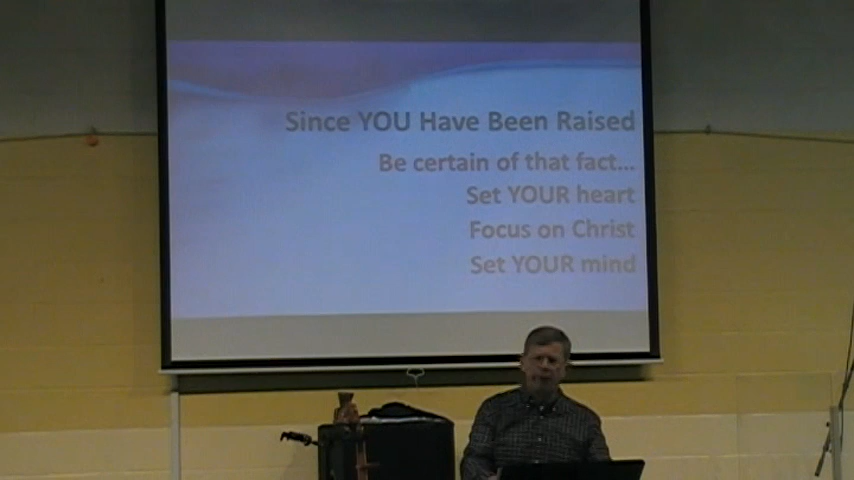 Since YOU Have Been Raised
Be certain of that fact...
Set YOUR heart
Focus on Christ
Set YOUR mind